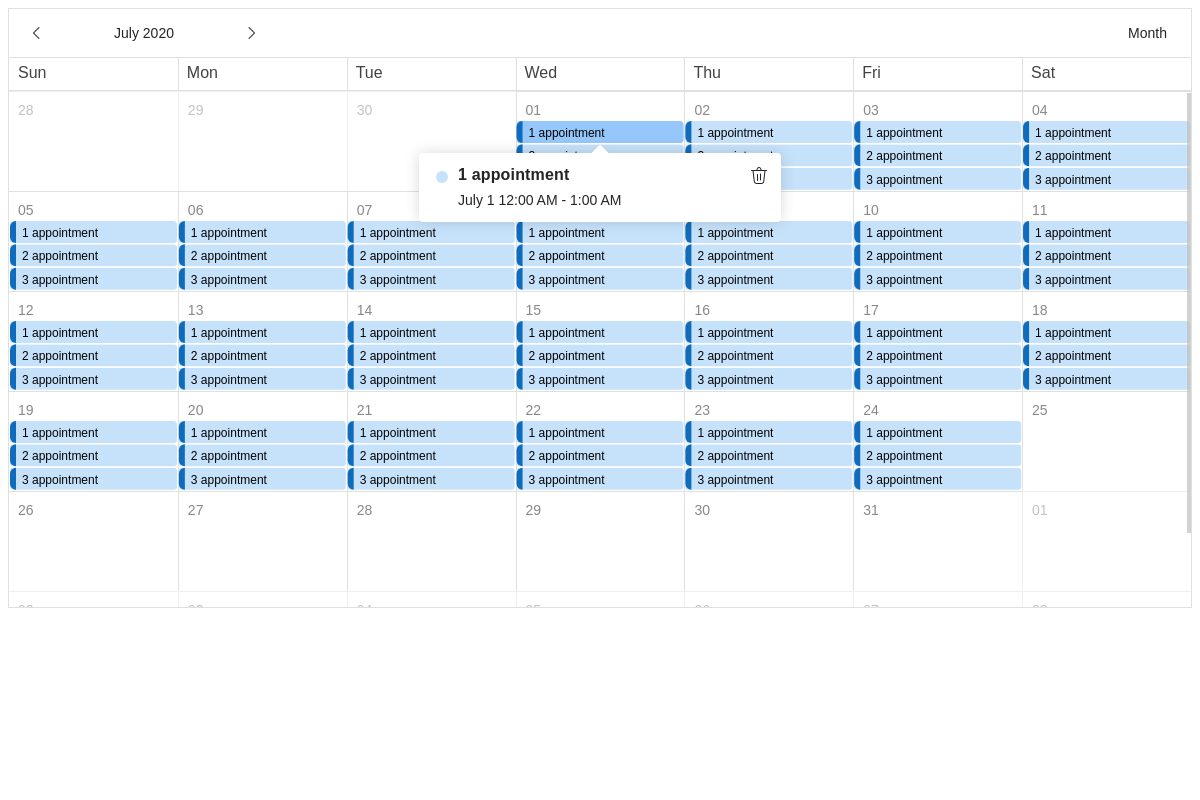 July 2020 Month
Sun Mon Tue Wed Thu Fri Sat
28 29 30 01 02 03 04
1 appointment 1 appointment 1 appointment 1 appointment
2 appointment 2 appointment
3 appointment 3 appointment
1 appointment
July 1 12:00 AM - 1:00 AM
05 06 07 10 11
1 appointment 1 appointment 1 appointment 1 appointment 1 appointment 1 appointment 1 appointment
2 appointment 2 appointment 2 appointment 2 appointment 2 appointment 2 appointment 2 appointment
3 appointment 3 appointment 3 appointment 3 appointment 3 appointment 3 appointment 3 appointment
12 13 14 15 16 17 18
1 appointment 1 appointment 1 appointment 1 appointment 1 appointment 1 appointment 1 appointment
2 appointment 2 appointment 2 appointment 2 appointment 2 appointment 2 appointment 2 appointment
3 appointment 3 appointment 3 appointment 3 appointment 3 appointment 3 appointment 3 appointment
19 20 21 22 23 24 25
1 appointment 1 appointment 1 appointment 1 appointment 1 appointment 1 appointment
2 appointment 2 appointment 2 appointment 2 appointment 2 appointment 2 appointment
3 appointment 3 appointment 3 appointment 3 appointment 3 appointment 3 appointment
26 27 28 29 30 31 01